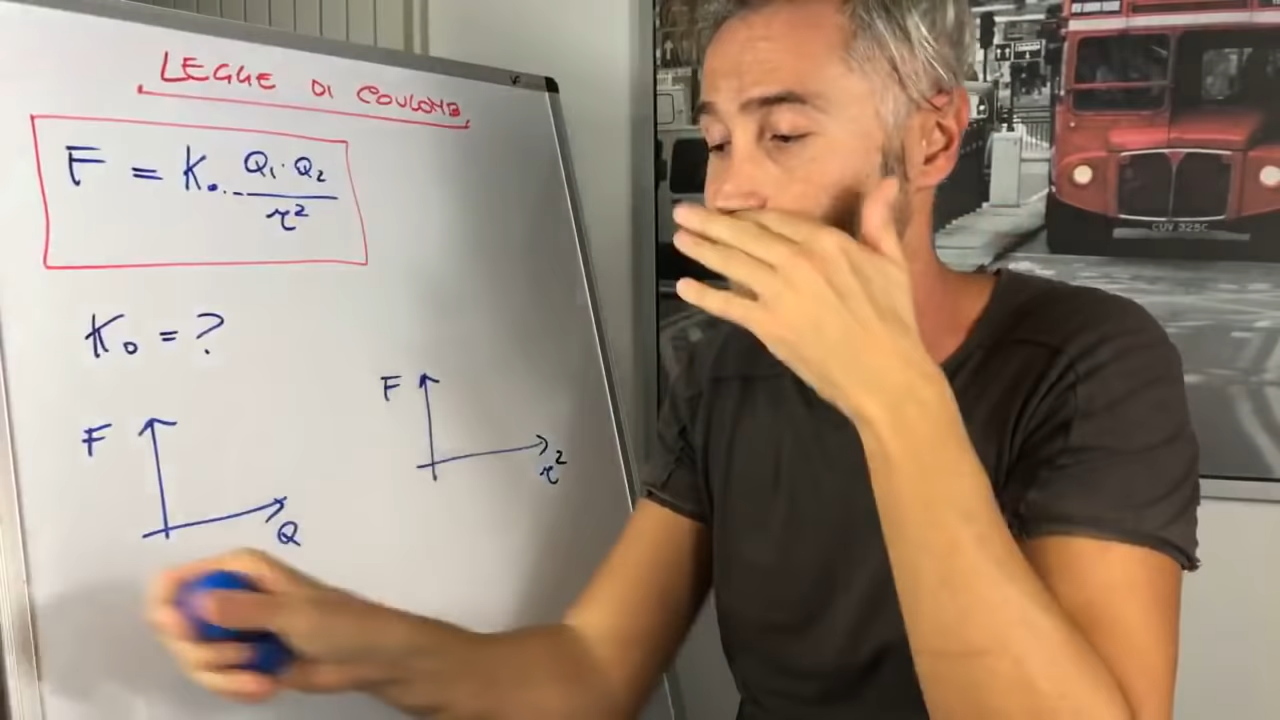 LEGGE DI COULOMB
F = K₀ · Q₁ · Q₂ / r²
K₀ = ?
F
r²
F
Q
CUV 325C